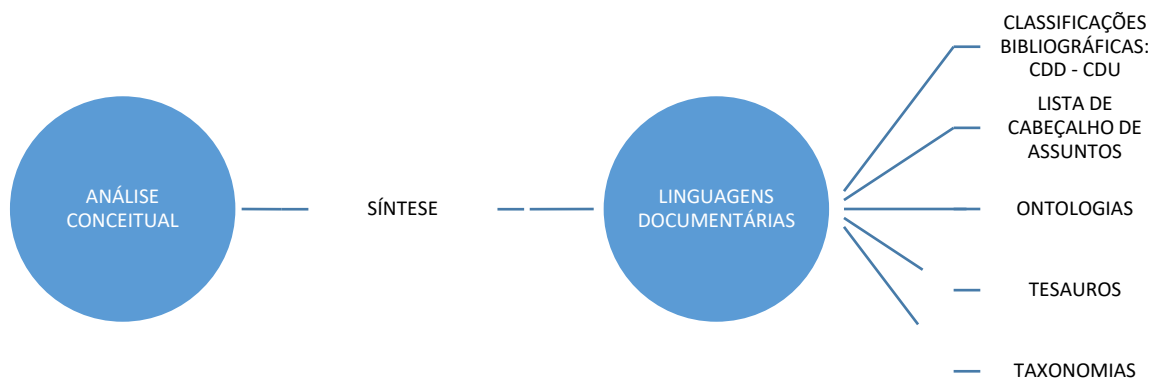 ANÁLISE
CONCEITUAL
SÍNTESE
LINGUAGENS
DOCUMENTÁRIAS
CLASSIFICAÇÕES
BIBLIOGRÁFICAS:
CDD - CDU
LISTA DE
CABEÇALHO DE
ASSUNTOS
ONTOLOGIAS
TESAUROS
TAXONOMIAS